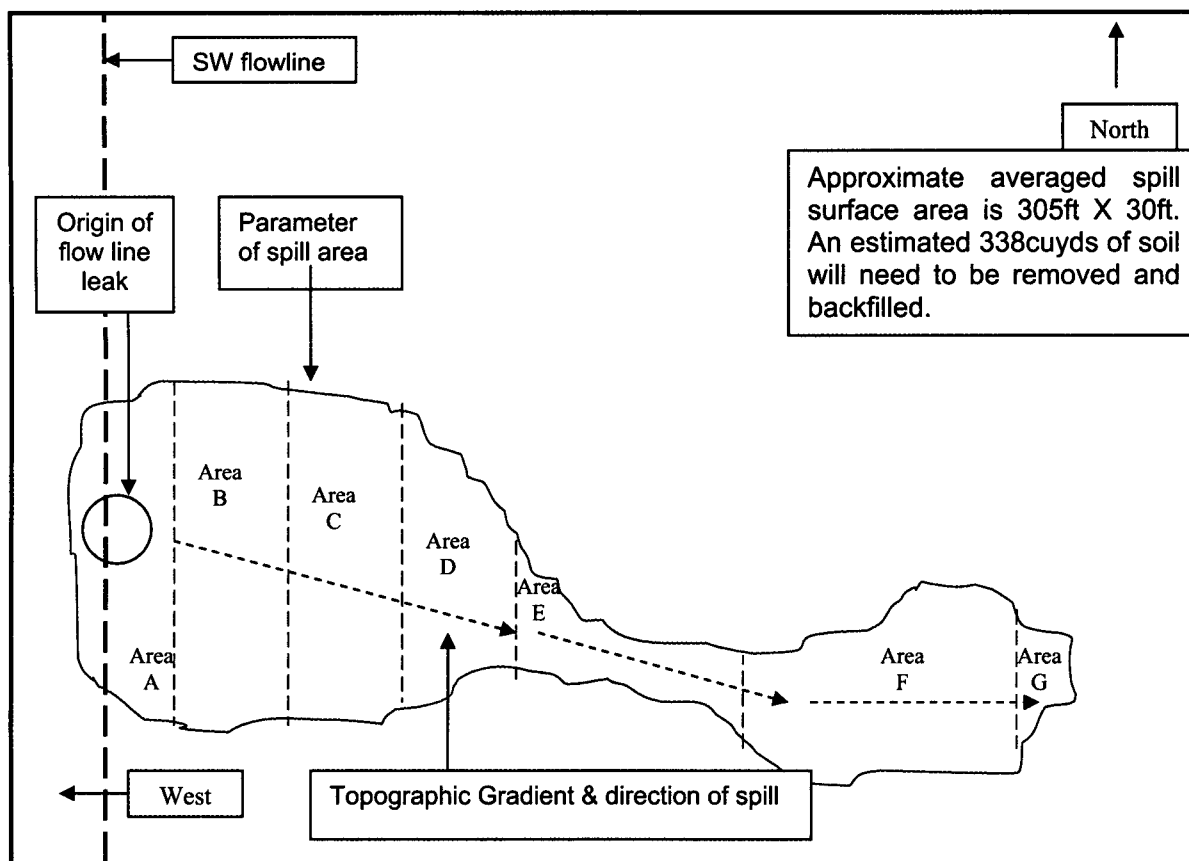 SW flowline
North
Approximate averaged spill
surface area is 305ft X 30ft.
An estimated 338cuyds of soil
will need to be removed and
backfilled.
Origin of
flow line
leak
Parameter
of spill area
Area
B
Area
C
Area
D
Area
E
Area
A
Area
F
Area
G
West
Topographic Gradient & direction of spill